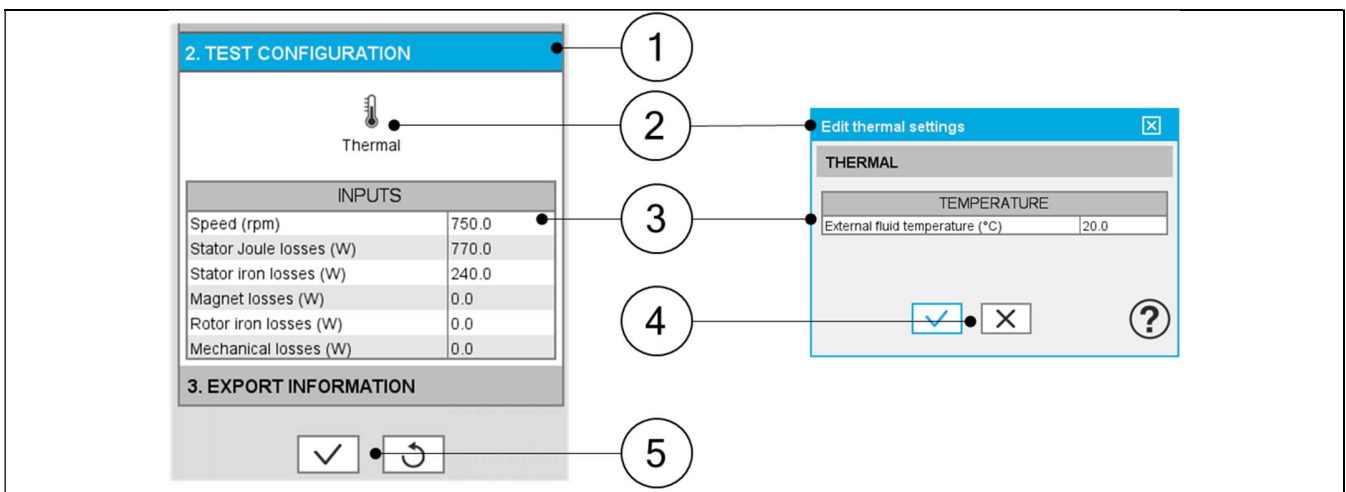 2. TEST CONFIGURATION
1
Thermal
2
Edit thermal settings
THERMAL
INPUTS
Speed (rpm) 750.0
Stator Joule losses (W) 770.0
Stator iron losses (W) 240.0
Magnet losses (W) 0.0
Rotor iron losses (W) 0.0
Mechanical losses (W) 0.0
3
TEMPERATURE
External fluid temperature (°C) 20.0
4
?
3. EXPORT INFORMATION
5